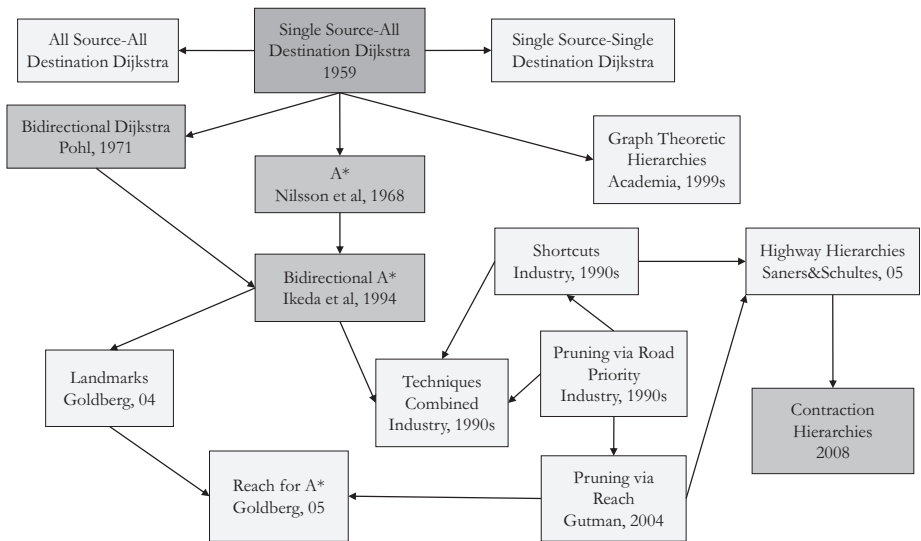 All Source-All
Destination Dijkstra
Single Source-All
Destination Dijkstra
1959
Single Source-Single
Destination Dijkstra
Bidirectional Dijkstra
Pohl, 1971
A*
Nilsson et al, 1968
Graph Theoretic
Hierarchies
Academia, 1999s
Bidirectional A*
Ikeda et al, 1994
Shortcuts
Industry, 1990s
Highway Hierarchies
Saners&Schultes, 05
Landmarks
Goldberg, 04
Techniques
Combined
Industry, 1990s
Pruning via Road
Priority
Industry, 1990s
Contraction
Hierarchies
2008
Reach for A*
Goldberg, 05
Pruning via
Reach
Gutman, 2004